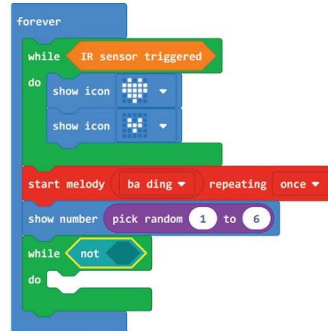 forever
while IR sensor triggered
do show icon
show icon
start melody ba ding repeating once
show number pick random 1 to 6
while not
do